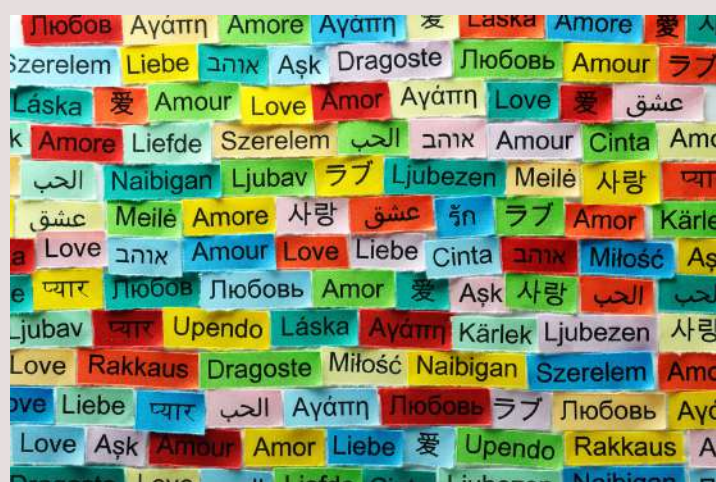 Любов Αγάπη Amore Αγάπη 爱 Láska Amore 愛
Szerelem Liebe אוהב Aşk Dragoste Любовь Amour ラブ
Láska 爱 Amour Love Amor Αγάπη Love 爱 عشق
Amore Liefde Szerelem الحب אוהב Amour Cinta
الحب Naibigan Ljubav ラブ Ljubezen Meilė 사랑
عشق Meilė Amore 사랑 عشق รัก ラブ Amor Kärlek
Love אוהב Amour Love Liebe Cinta אוהב Miłość
प्यार Любов Любовь Amor 愛 Aşk 사랑 الحب الحب
Ljubav प्यार Upendo Láska Αγάπη Kärlek Ljubezen 사랑
Love Rakkaus Dragoste Miłość Naibigan Szerelem
Liebe प्यार الحب Αγάπη Любовь ラブ Любовь
Love Aşk Amour Amor Liebe 爱 Upendo Rakkaus